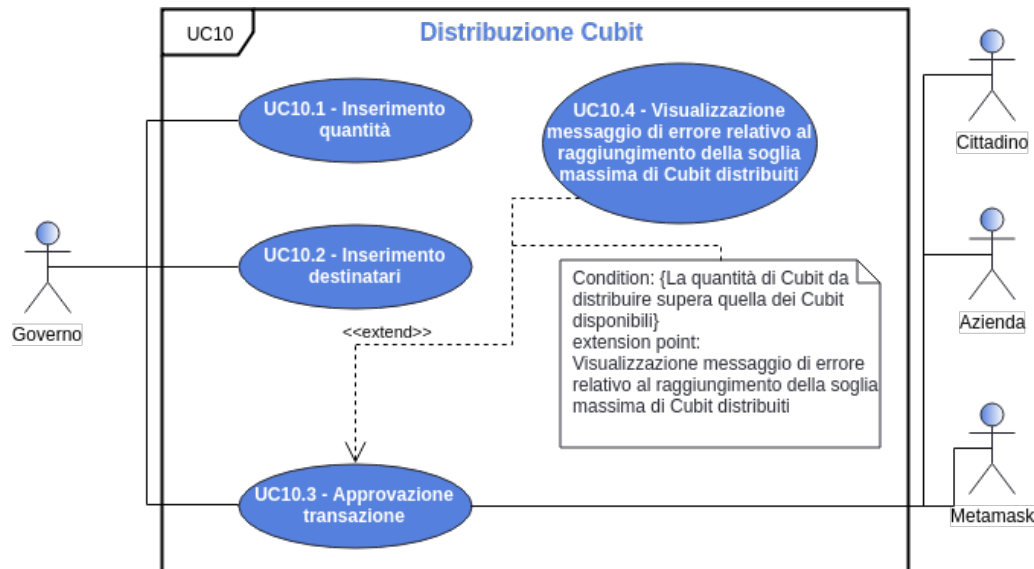 UC10
Distribuzione Cubit
UC10.1 - Inserimento
quantità
UC10.4 - Visualizzazione
messaggio di errore relativo al
raggiungimento della soglia
massima di Cubit distribuiti
Cittadino
UC10.2 - Inserimento
destinatari
Governo
Condition: {La quantità di Cubit da
distribuire supera quella dei Cubit
disponibili}
extension point:
Visualizzazione messaggio di errore
relativo al raggiungimento della soglia
massima di Cubit distribuiti
Azienda
<<extend>>
UC10.3 - Approvazione
transazione
Metamask